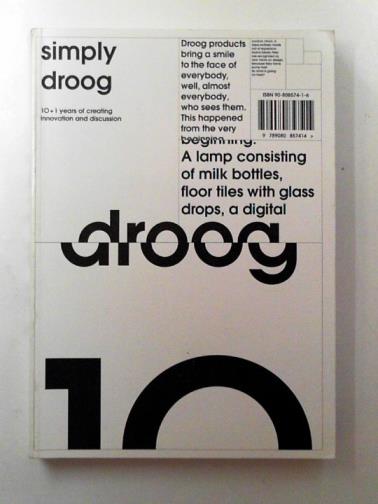 simply
droog
10+1 years of creating
innovation and discussion
Droog products
bring a smile
to the face of
everybody,
well, almost
everybody,
who sees them.
This happened
from the very
beginning.
A lamp consisting
of milk bottles,
floor tiles with glass
drops, a digital
ISBN 90-808574-1-6
9 789080 857414 >
droog
10